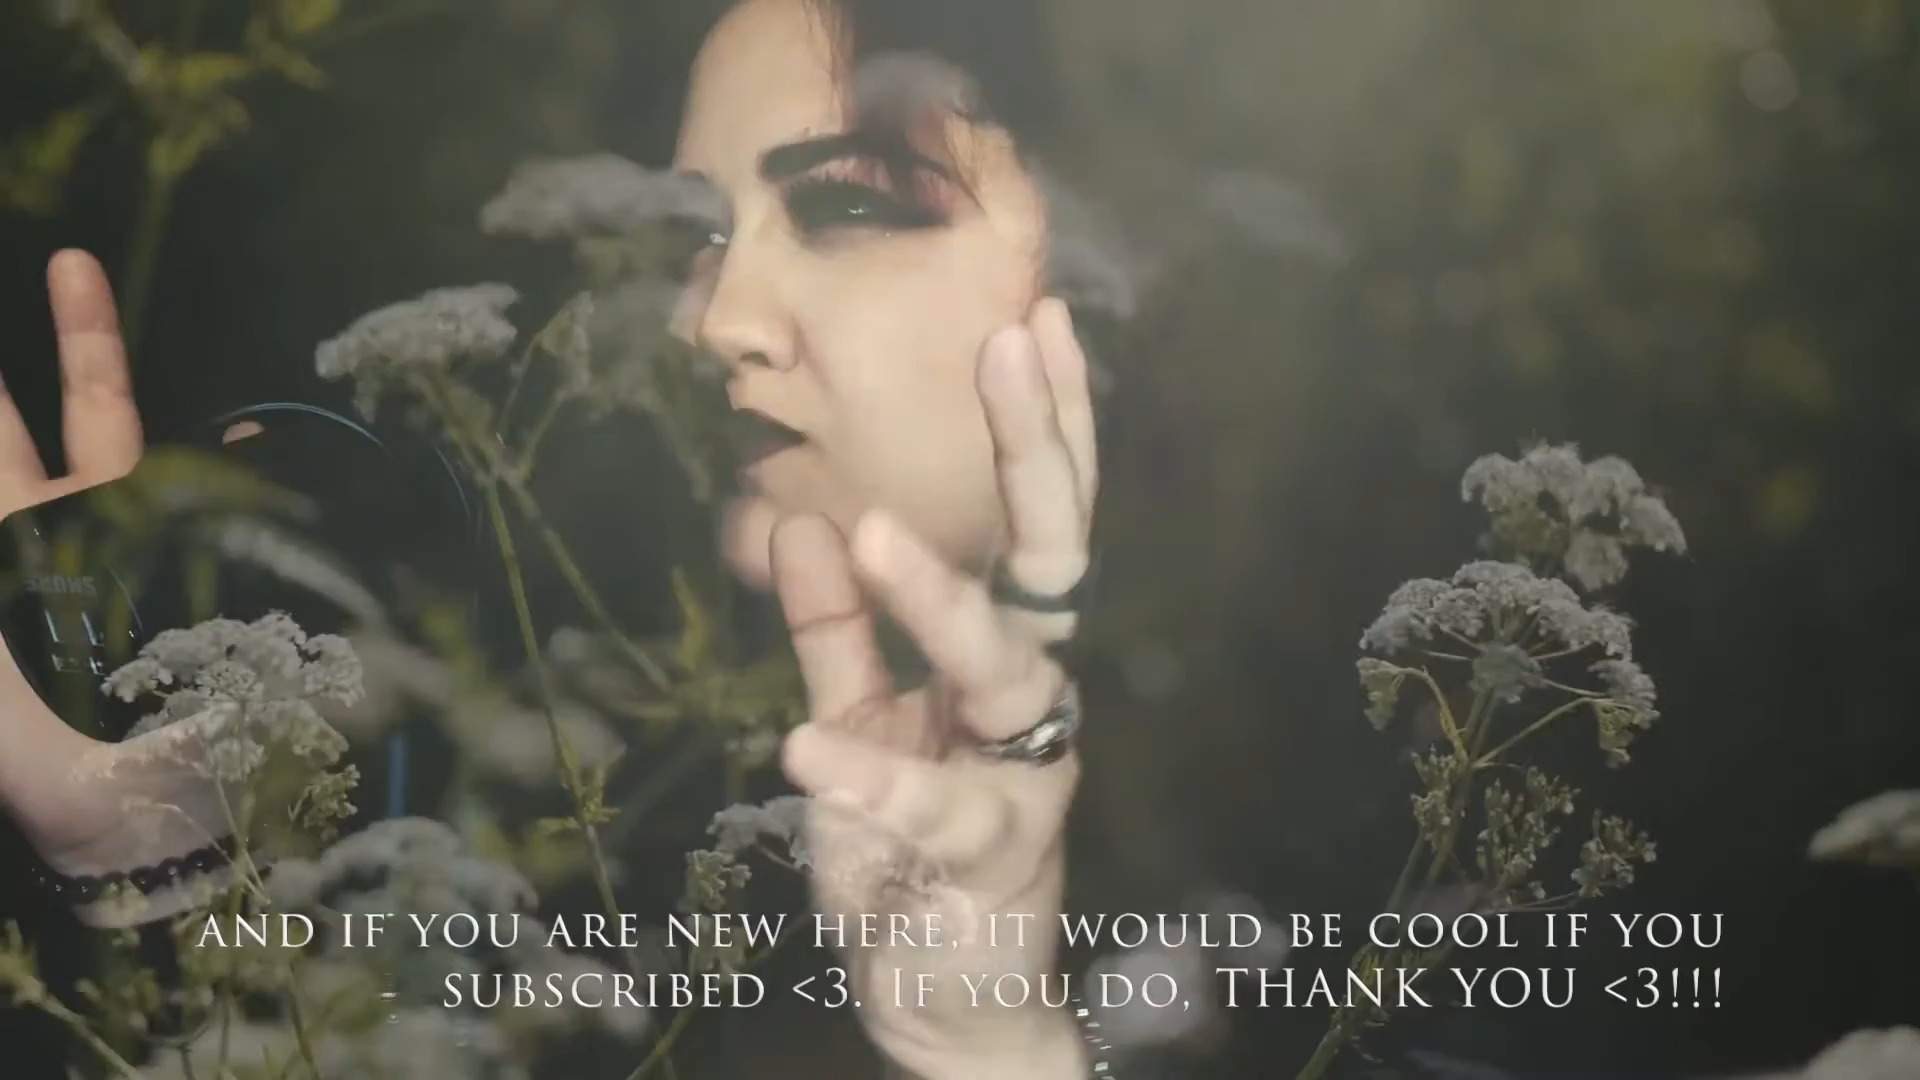 AND IF YOU ARE NEW HERE, IT WOULD BE COOL IF YOU
SUBSCRIBED <3. IF YOU DO, THANK YOU <3!!!